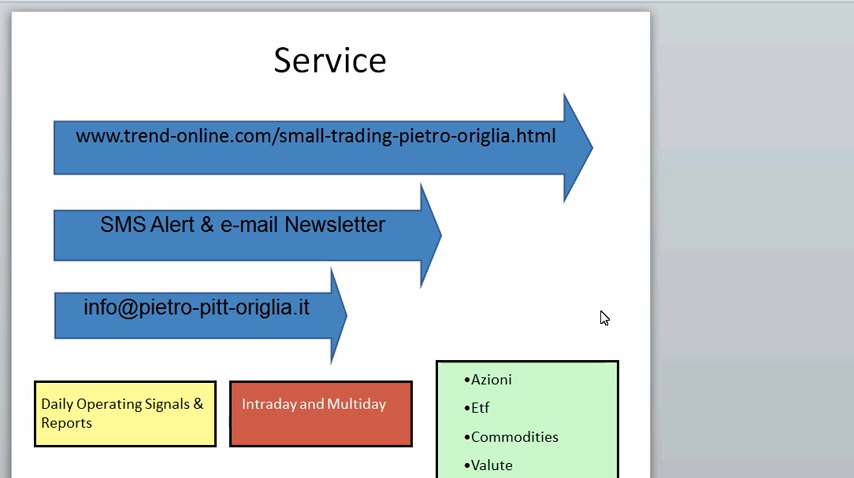 Service
www.trend-online.com/small-trading-pietro-origlia.html
SMS Alert & e-mail Newsletter
info@pietro-pitt-origlia.it
Daily Operating Signals &
Reports
Intraday and Multiday
•Azioni
•Etf
•Commodities
•Valute